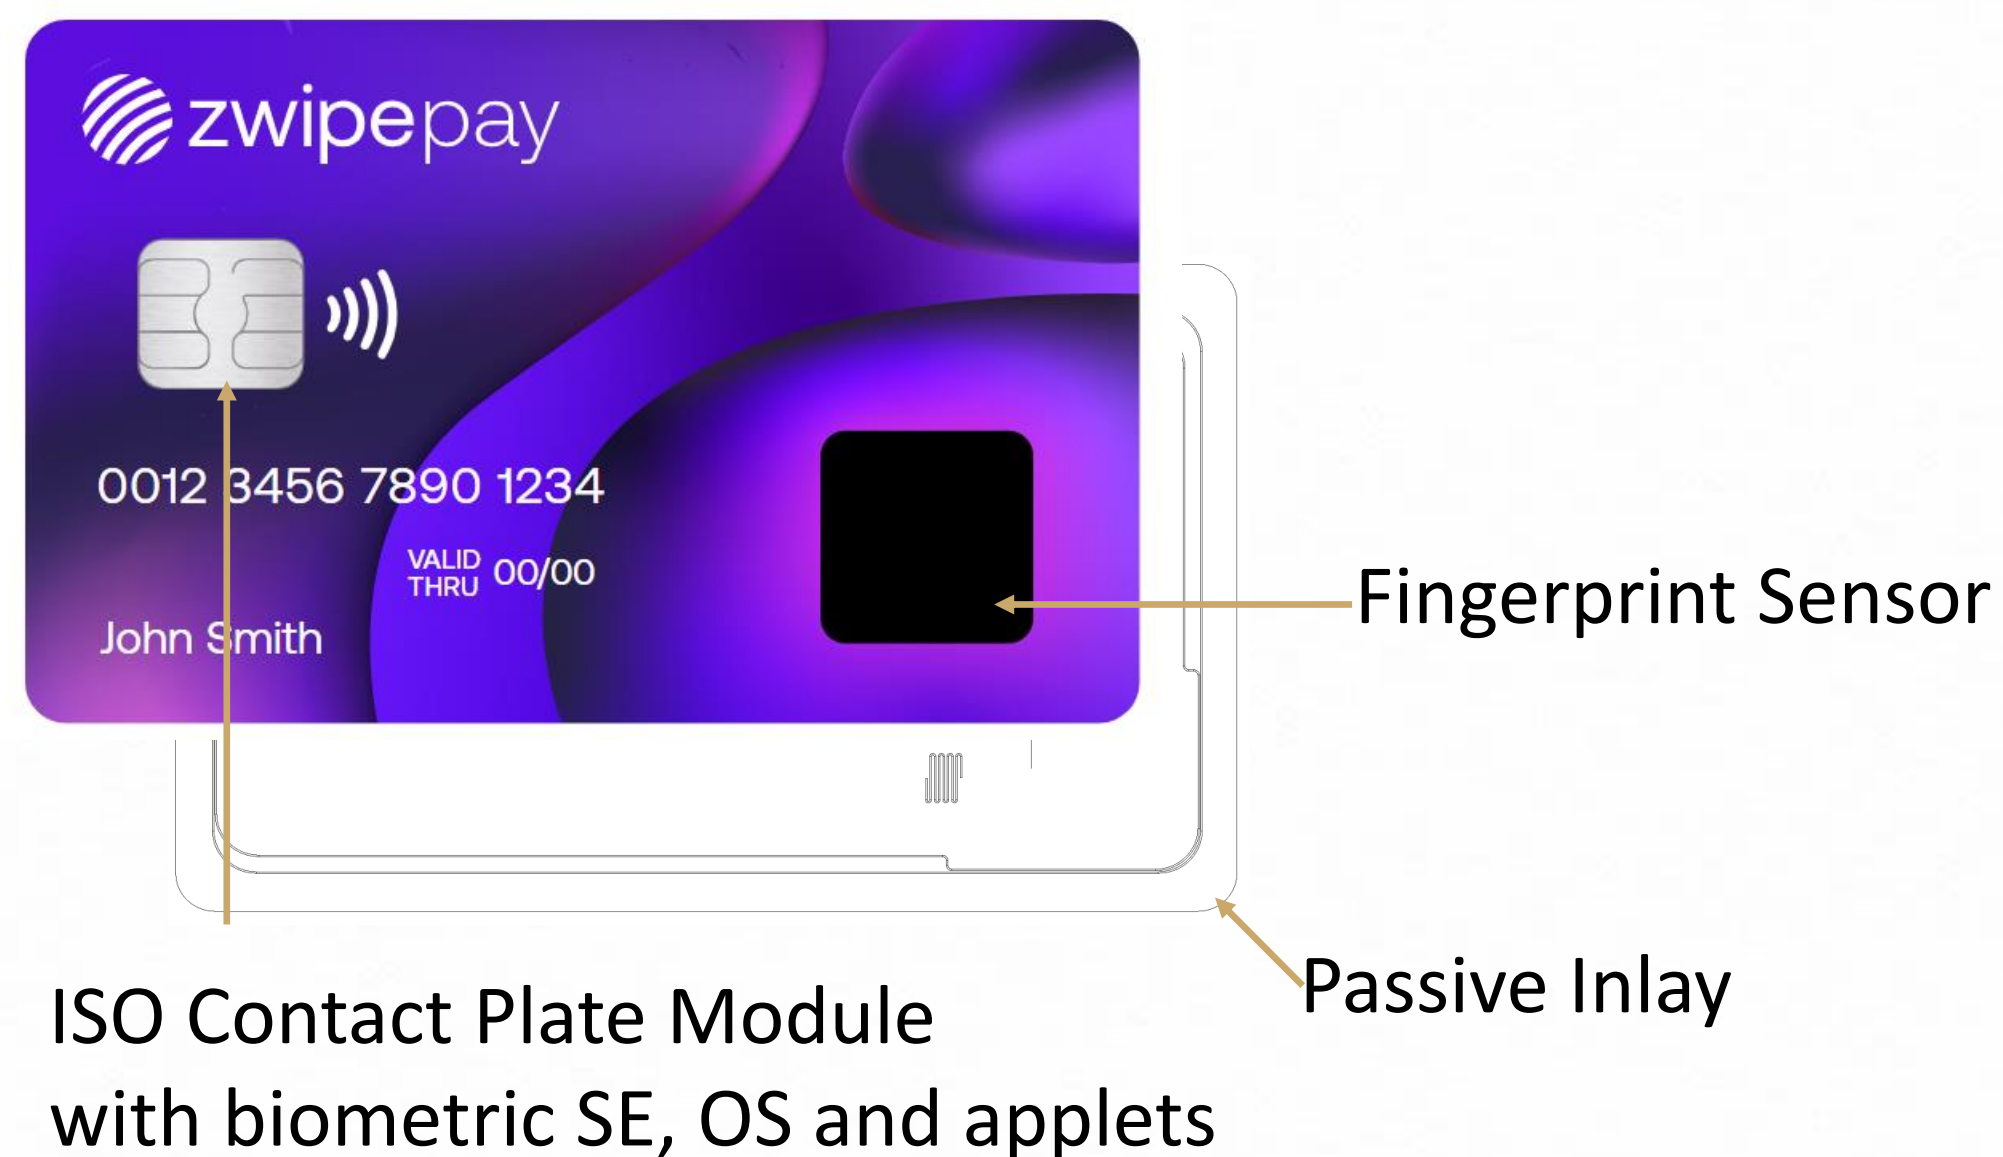 zwipepay
0012 3456 7890 1234
VALID
THRU 00/00
John Smith
Fingerprint Sensor
Passive Inlay
ISO Contact Plate Module
with biometric SE, OS and applets